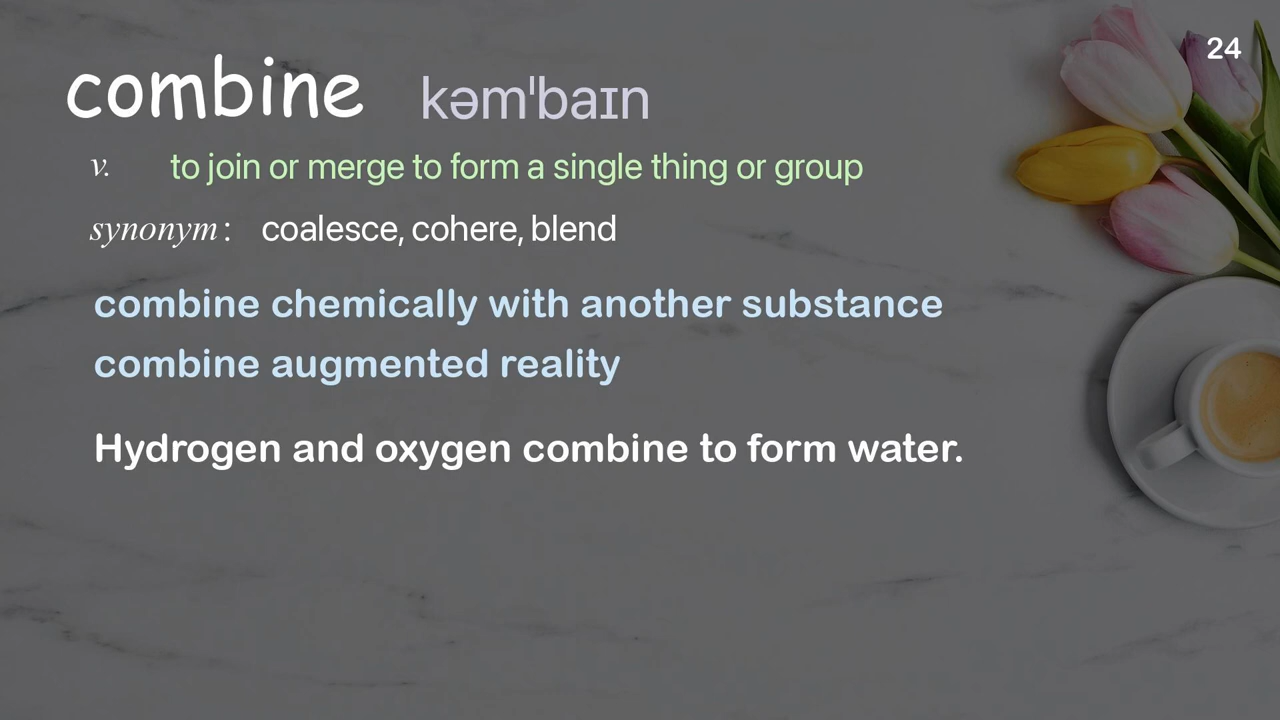 24
combine kəm'baɪn
v. to join or merge to form a single thing or group
synonym: coalesce, cohere, blend
combine chemically with another substance
combine augmented reality
Hydrogen and oxygen combine to form water.